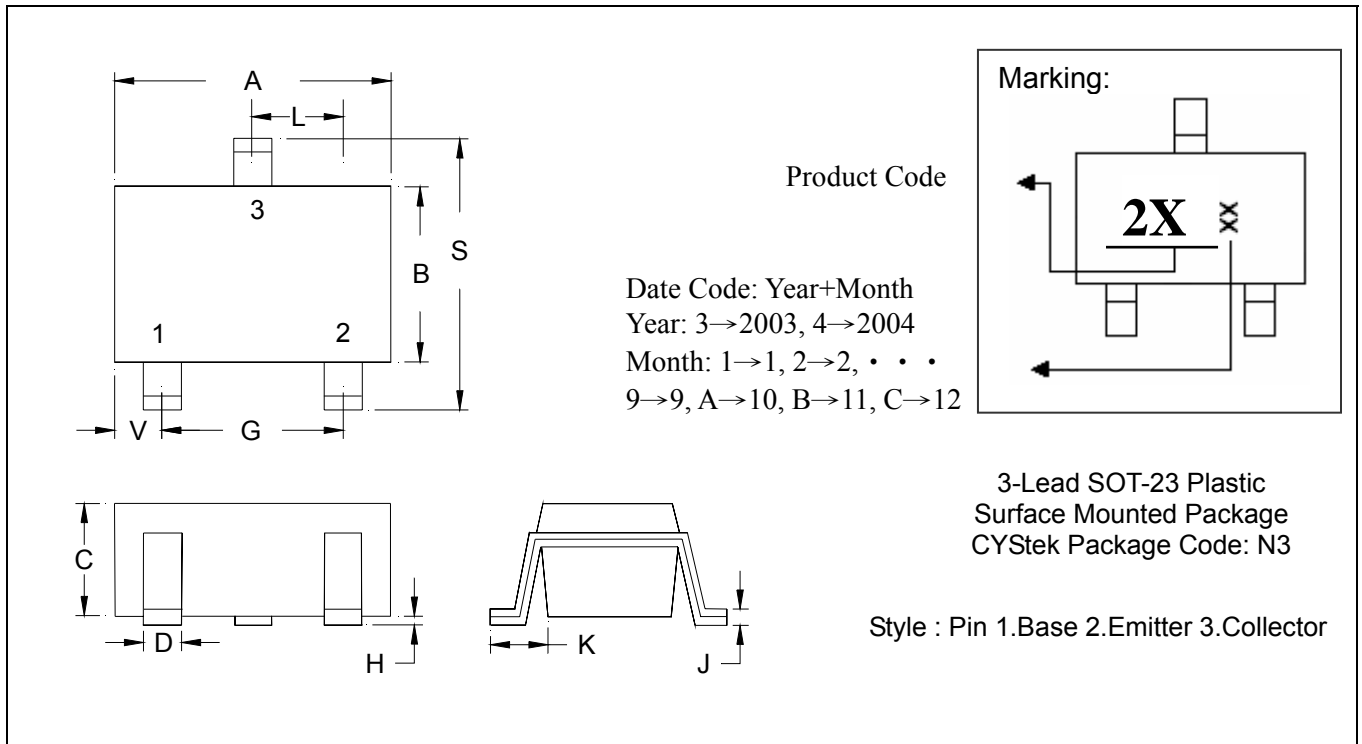 A
L
3
S
B
1
2
V
G
Product Code
Date Code: Year+Month
Year: 3→2003, 4→2004
Month: 1→1, 2→2, ・ ・ ・
9→9, A→10, B→11, C→12
Marking:
2X
XX
C
D
H
K
J
3-Lead SOT-23 Plastic
Surface Mounted Package
CYStek Package Code: N3
Style : Pin 1.Base 2.Emitter 3.Collector